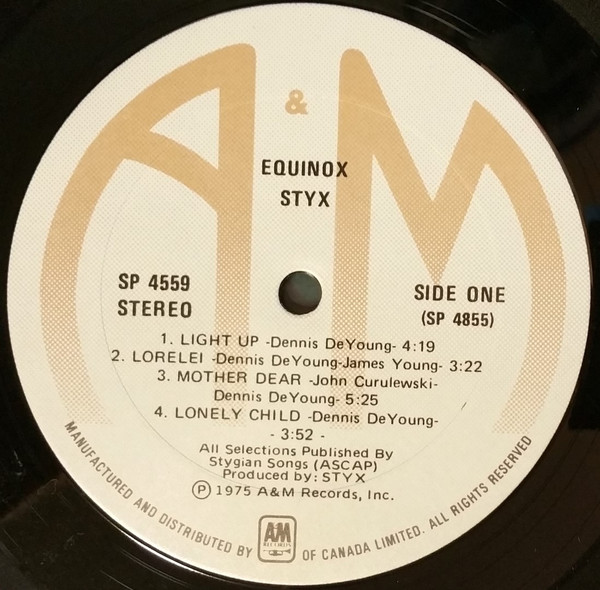 A & M
EQUINOX
STYX
SP 4559
STEREO
SIDE ONE
(SP 4855)
1. LIGHT UP -Dennis DeYoung- 4:19
2. LORELEI -Dennis DeYoung-James Young- 3:22
3. MOTHER DEAR -John Curulewski-
Dennis DeYoung- 5:25
4. LONELY CHILD -Dennis DeYoung-
- 3:52 -
All Selections Published By
Stygian Songs (ASCAP)
Produced by: STYX
Ⓟ 1975 A&M Records, Inc.
MANUFACTURED AND DISTRIBUTED BY A&M RECORDS OF CANADA LIMITED. ALL RIGHTS RESERVED